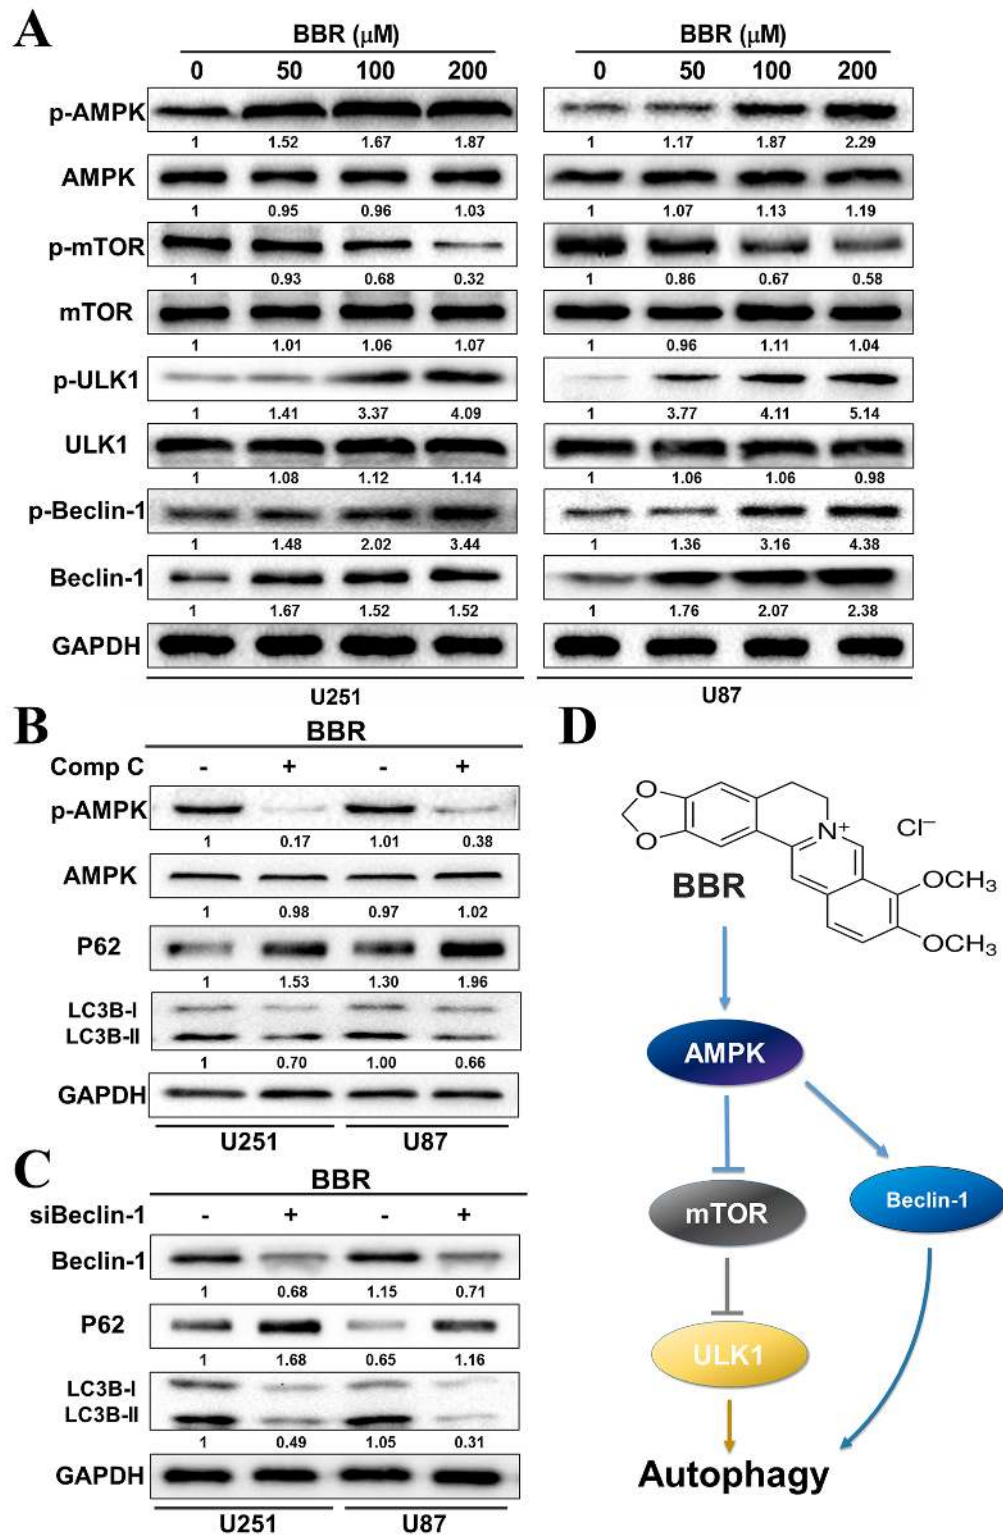 A
BBR (μM) BBR (μM)
0 50 100 200 0 50 100 200
p-AMPK
1 1.52 1.67 1.87 1 1.17 1.87 2.29
AMPK
1 0.95 0.96 1.03 1 1.07 1.13 1.19
p-mTOR
1 0.93 0.68 0.32 1 0.86 0.67 0.58
mTOR
1 1.01 1.06 1.07 1 0.96 1.11 1.04
p-ULK1
1 1.41 3.37 4.09 1 3.77 4.11 5.14
ULK1
1 1.08 1.12 1.14 1 1.06 1.06 0.98
p-Beclin-1
1 1.48 2.02 3.44 1 1.36 3.16 4.38
Beclin-1
1 1.67 1.52 1.52 1 1.76 2.07 2.38
GAPDH
U251 U87
B
BBR
Comp C - + - +
p-AMPK
1 0.17 1.01 0.38
AMPK
1 0.98 0.97 1.02
P62
1 1.53 1.30 1.96
LC3B-I
LC3B-II
1 0.70 1.00 0.66
GAPDH
U251 U87
C
BBR
siBeclin-1 - + - +
Beclin-1
1 0.68 1.15 0.71
P62
1 1.68 0.65 1.16
LC3B-I
LC3B-II
1 0.49 1.05 0.31
GAPDH
U251 U87
D
O
O
N+
Cl−
OCH3
OCH3
BBR
AMPK
mTOR
Beclin-1
ULK1
Autophagy